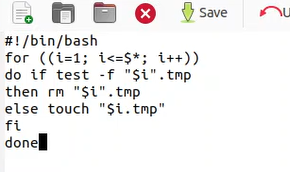 Save U
#!/bin/bash
for ((i=1; i<=$*; i++))
do if test -f "$i".tmp
then rm "$i".tmp
else touch "$i.tmp"
fi
done